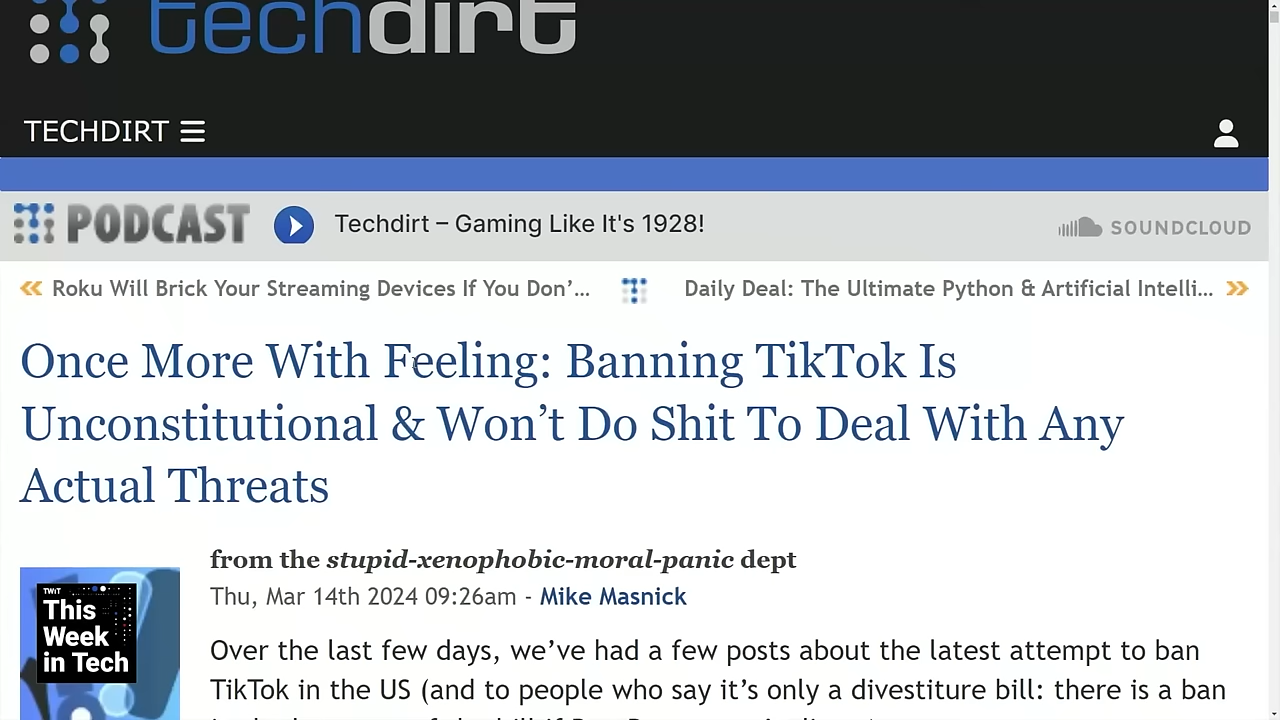 techdirt
TECHDIRT
PODCAST
Techdirt – Gaming Like It's 1928!
SOUNDCLOUD
Roku Will Brick Your Streaming Devices If You Don’…
Daily Deal: The Ultimate Python & Artificial Intelli…
Once More With Feeling: Banning TikTok Is
Unconstitutional & Won’t Do Shit To Deal With Any
Actual Threats
from the stupid-xenophobic-moral-panic dept
Thu, Mar 14th 2024 09:26am - Mike Masnick
TWiT
This
Week
in Tech
Over the last few days, we’ve had a few posts about the latest attempt to ban
TikTok in the US (and to people who say it’s only a divestiture bill: there is a ban